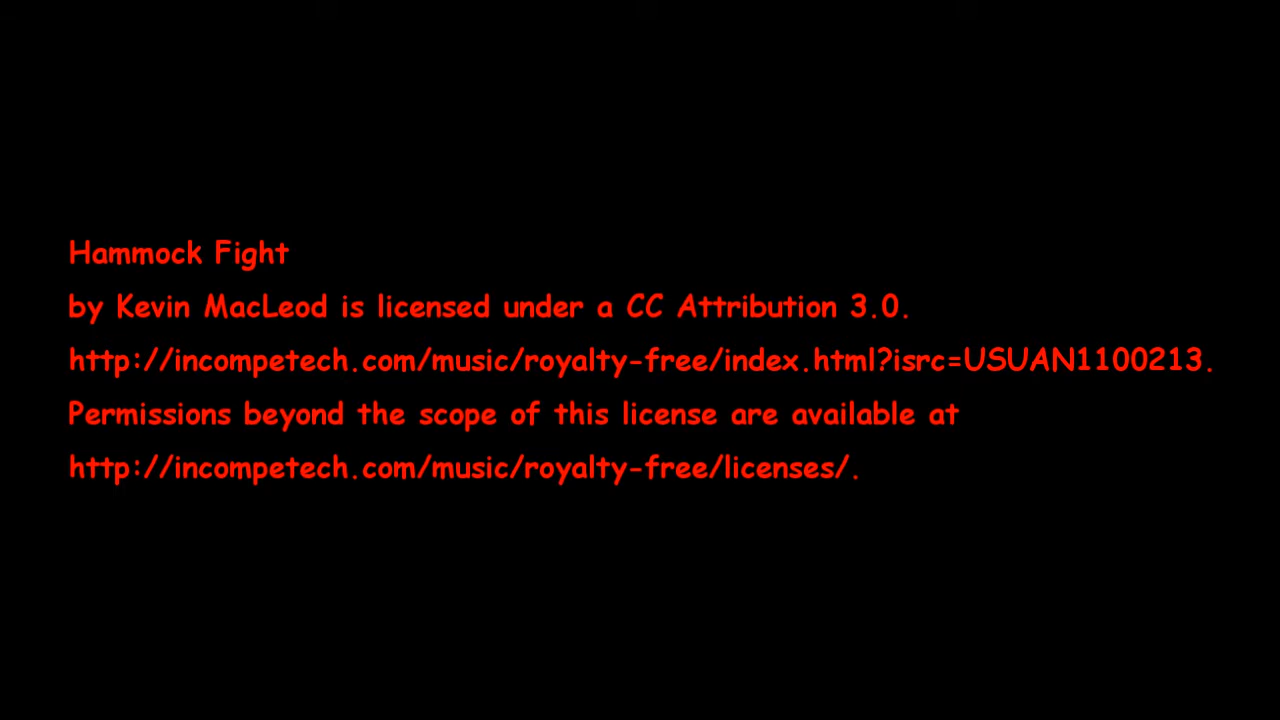 Hammock Fight
by Kevin MacLeod is licensed under a CC Attribution 3.0.
http://incompetech.com/music/royalty-free/index.html?isrc=USUAN1100213.
Permissions beyond the scope of this license are available at
http://incompetech.com/music/royalty-free/licenses/.